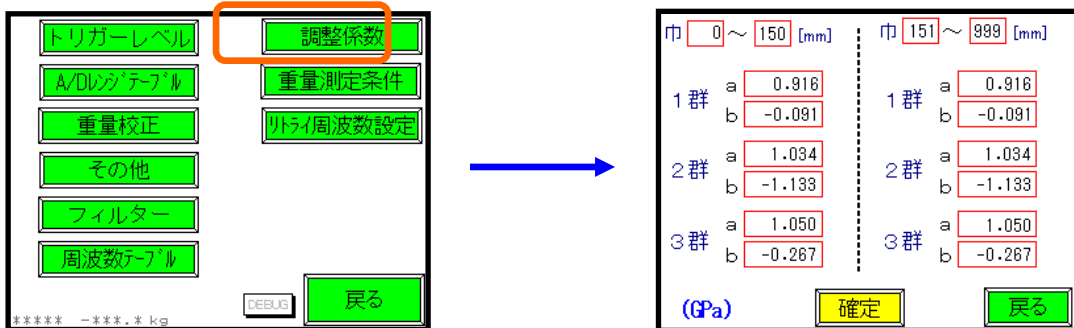 トリガーレベル 調整係数
A/Dレンジテーブル 重量測定条件
重量校正 リトライ周波数設定
その他
フィルター
周波数テーブル
DEBUG 戻る
***** -***.* kg
巾 0 ～ 150 [mm] 巾 151 ～ 999 [mm]
1群 a 0.916 1群 a 0.916
b -0.091 b -0.091
2群 a 1.034 2群 a 1.034
b -1.133 b -1.133
3群 a 1.050 3群 a 1.050
b -0.267 b -0.267
(GPa) 確定 戻る